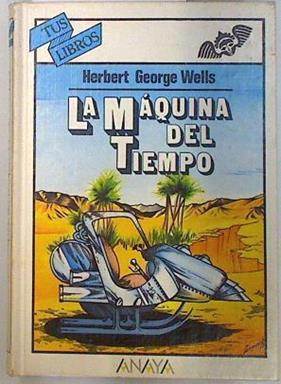 TUS
LIBROS
Herbert George Wells
LA MÁQUINA
DEL
TIEMPO
ANAYA